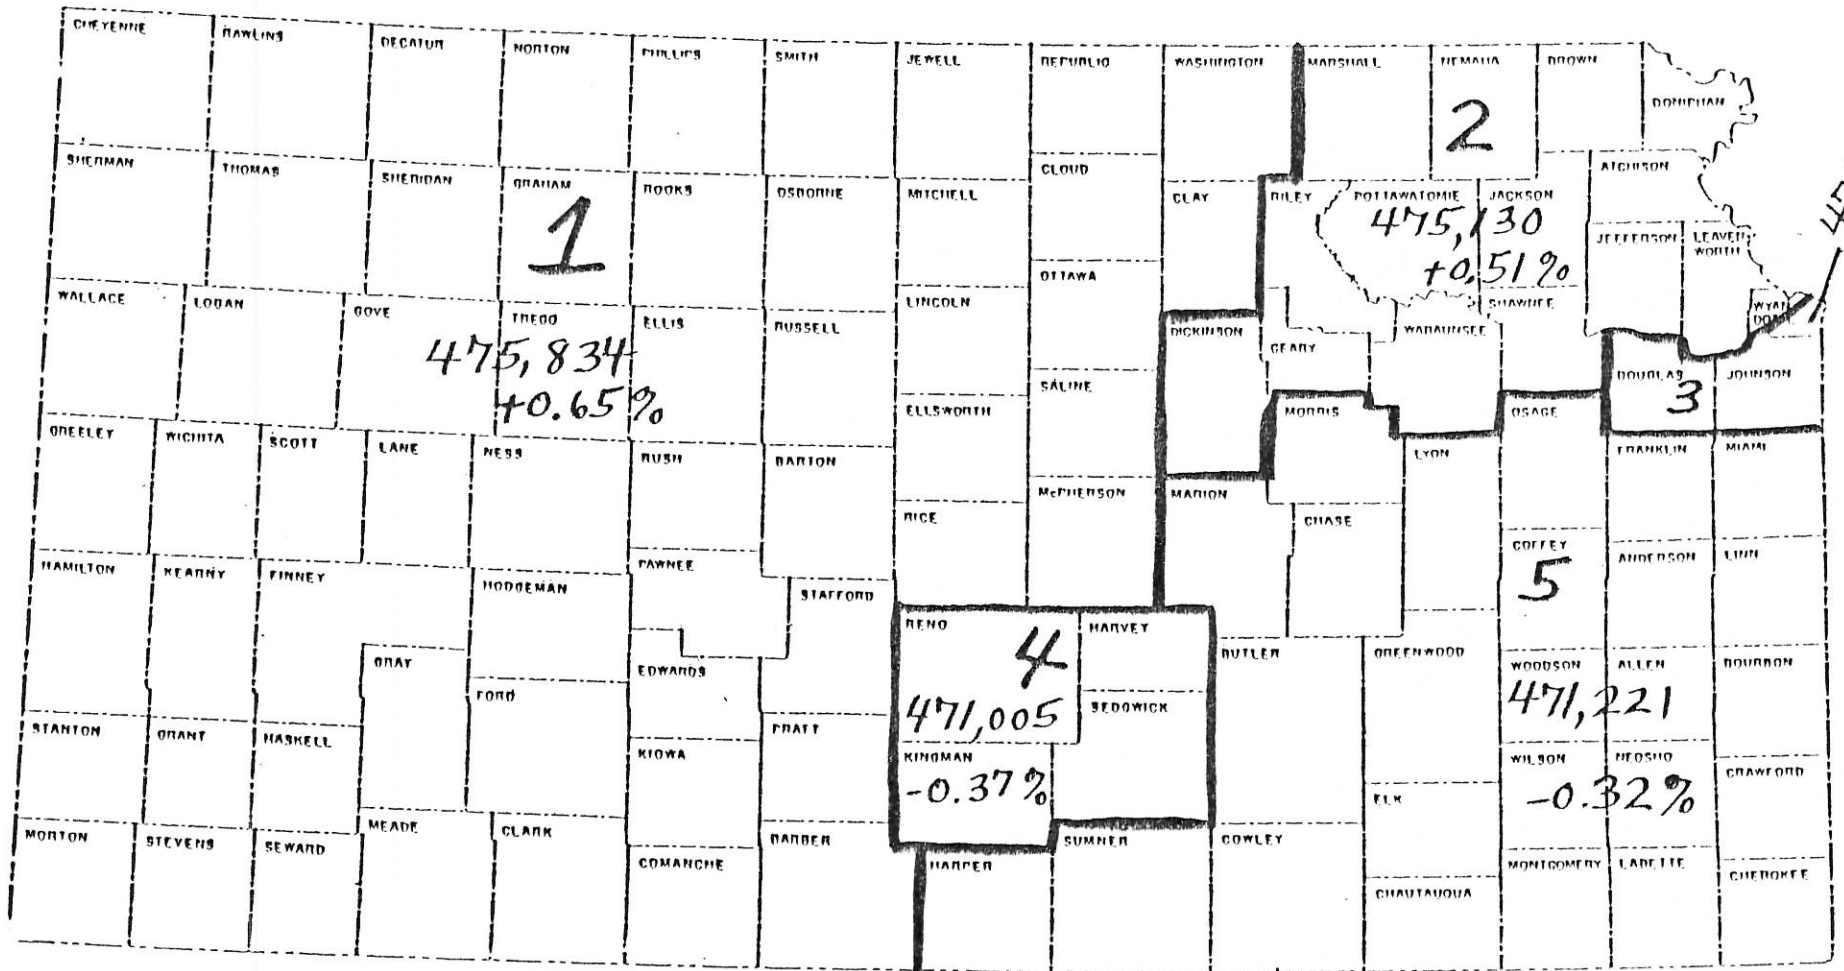 CHEYENNE RAWLINS DECATUR NORTON PHILLIPS SMITH JEWELL REPUBLIC WASHINGTON MARSHALL NEMAHA BROWN
DONIPHAN
2
SHERMAN THOMAS SHERIDAN GRAHAM ROOKS OSBORNE MITCHELL CLOUD CLAY RILEY POTTAWATOMIE JACKSON ATCHISON
1
475,130
+0.51%
JEFFERSON LEAVEN
WORTH
OTTAWA
WALLACE LOGAN GOVE TREGO ELLIS RUSSELL LINCOLN DICKINSON GEARY WABAUNSEE SHAWNEE WYAN
DOTTE
475,834
+0.65%
SALINE
ELLSWORTH MORRIS OSAGE DOUGLAS JOHNSON
3
GREELEY WICHITA SCOTT LANE NESS RUSH BARTON LYON FRANKLIN MIAMI
McPHERSON MARION
RICE CHASE
COFFEY ANDERSON LINN
5
HAMILTON KEARNY FINNEY HODGEMAN PAWNEE STAFFORD
RENO HARVEY
4
GRAY EDWARDS BUTLER GREENWOOD WOODSON ALLEN BOURBON
FORD
471,005
SEDGWICK
471,221
STANTON GRANT HASKELL KIOWA PRATT KINGMAN WILSON NEOSHO CRAWFORD
-0.37%
ELK
-0.32%
MORTON STEVENS SEWARD MEADE CLARK COMANCHE BARBER HARPER SUMNER COWLEY
CHAUTAUQUA MONTGOMERY LABETTE CHEROKEE